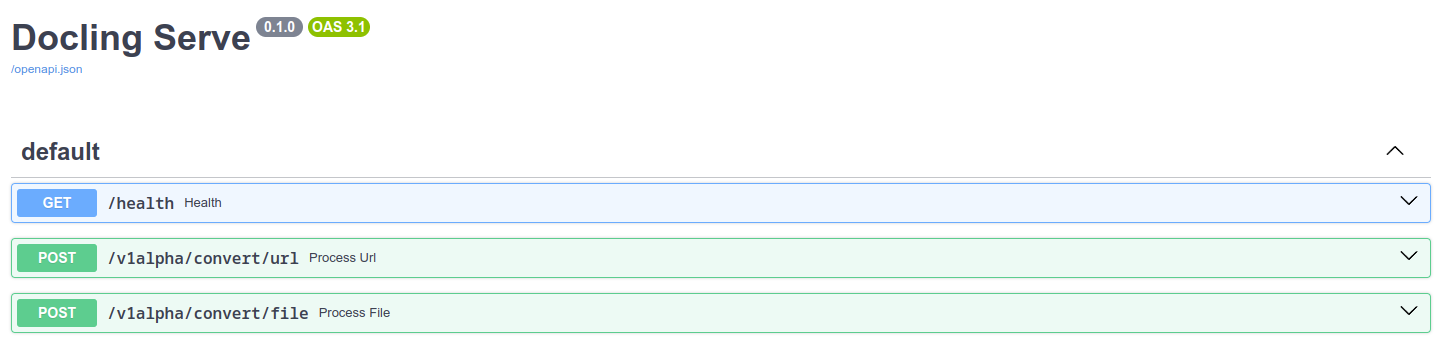 Docling Serve 0.1.0 OAS 3.1
/openapi.json
default
GET /health Health
POST /v1alpha/convert/url Process Url
POST /v1alpha/convert/file Process File